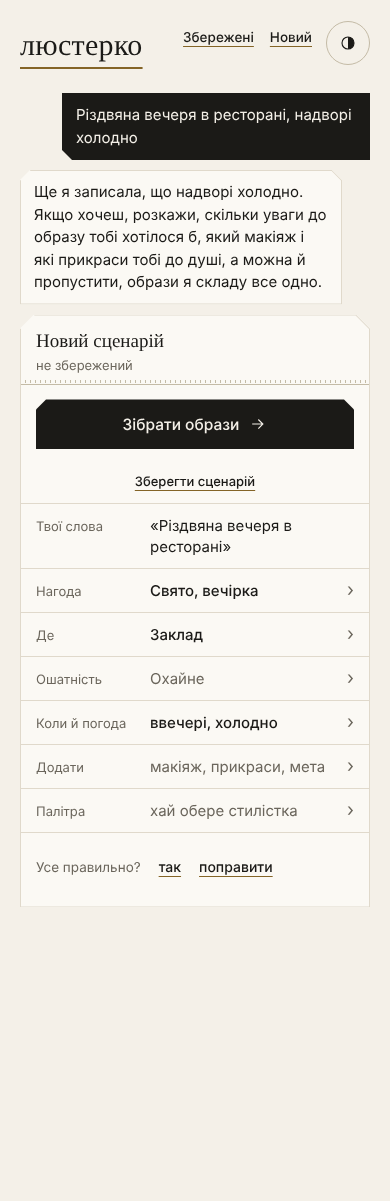 люстерко
Збережені Новий
Різдвяна вечеря в ресторані, надворі
холодно
Ще я записала, що надворі холодно.
Якщо хочеш, розкажи, скільки уваги до
образу тобі хотілося б, який макіяж і
які прикраси тобі до душі, а можна й
пропустити, образи я складу все одно.
Новий сценарій
не збережений
Зібрати образи →
Зберегти сценарій
Твої слова «Різдвяна вечеря в
ресторані»
Нагода Свято, вечірка
Де Заклад
Ошатність Охайне
Коли й погода ввечері, холодно
Додати макіяж, прикраси, мета
Палітра хай обере стилістка
Усе правильно? так поправити